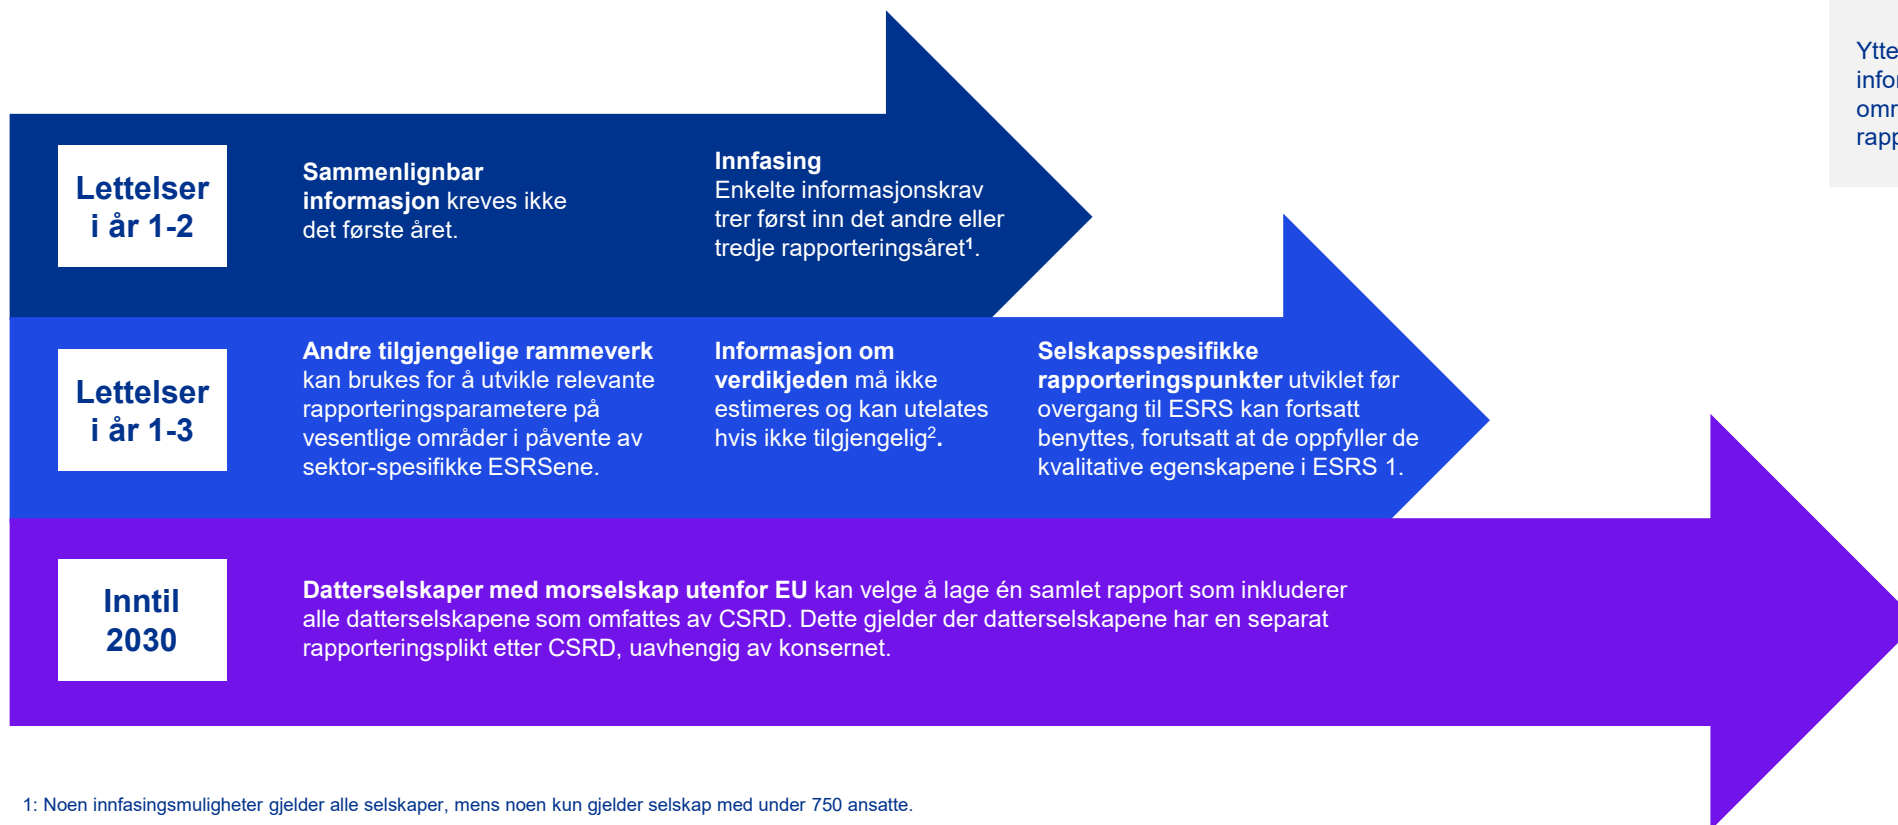 Lettelser
i år 1-2
Sammenlignbar
informasjon kreves ikke
det første året.
Innfasing
Enkelte informasjonskrav
trer først inn det andre eller
tredje rapporteringsåret¹.
Lettelser
i år 1-3
Andre tilgjengelige rammeverk
kan brukes for å utvikle relevante
rapporteringsparametere på
vesentlige områder i påvente av
sektor-spesifikke ESRSene.
Informasjon om
verdikjeden må ikke
estimeres og kan utelates
hvis ikke tilgjengelig².
Selskapsspesifikke
rapporteringspunkter utviklet før
overgang til ESRS kan fortsatt
benyttes, forutsatt at de oppfyller de
kvalitative egenskapene i ESRS 1.
Inntil
2030
Datterselskaper med morselskap utenfor EU kan velge å lage én samlet rapport som inkluderer
alle datterselskapene som omfattes av CSRD. Dette gjelder der datterselskapene har en separat
rapporteringsplikt etter CSRD, uavhengig av konsernet.
1: Noen innfasingsmuligheter gjelder alle selskaper, mens noen kun gjelder selskap med under 750 ansatte.